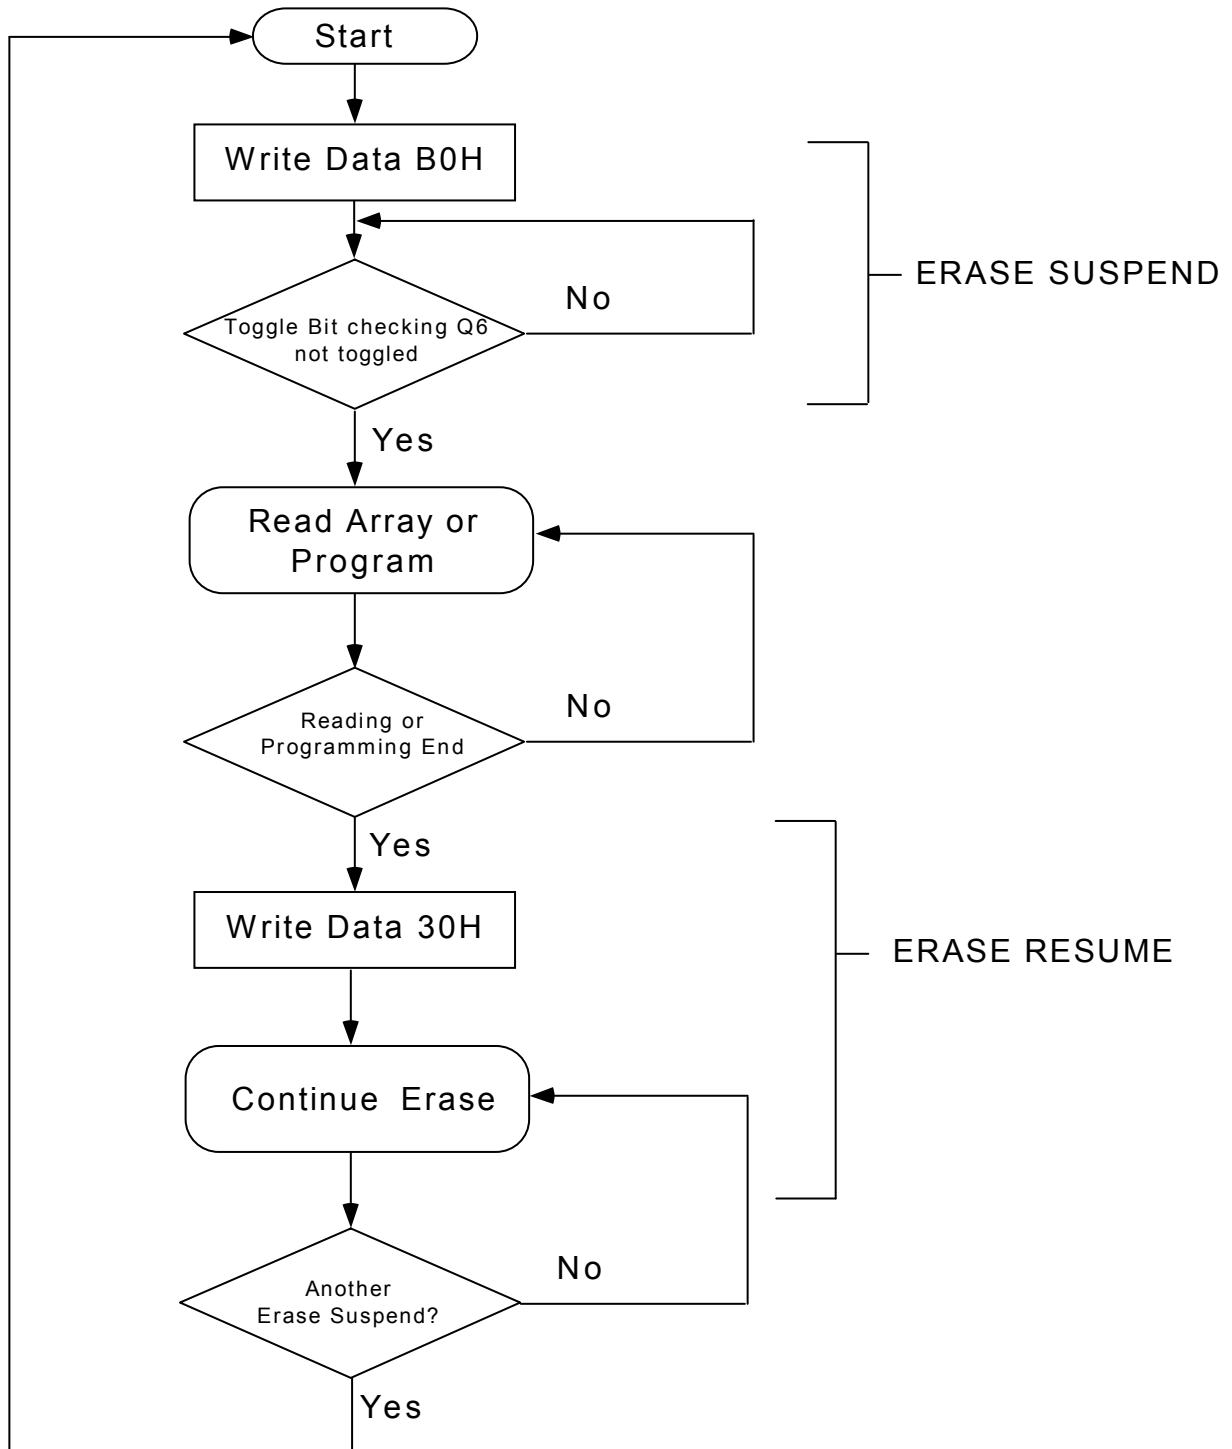 Start
Write Data B0H
ERASE SUSPEND
No
Toggle Bit checking Q6
not toggled
Yes
Read Array or
Program
No
Reading or
Programming End
Yes
Write Data 30H
ERASE RESUME
Continue Erase
No
Another
Erase Suspend?
Yes